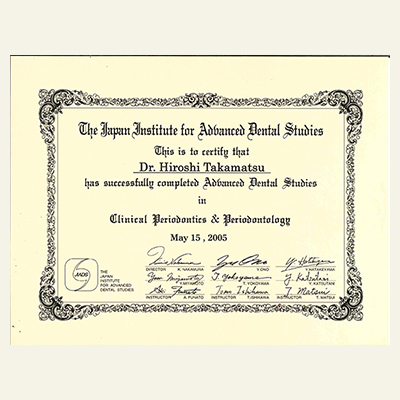 The Japan Institute for Advanced Dental Studies
This is to certify that
Dr. Hiroshi Takamatsu
has successfully completed Advanced Dental Studies
in
Clinical Periodontics & Periodontology
May 15, 2005
DIRECTOR K. NAKAMURA Y.ONO Y.HATAKEYAMA
Y.MIYAMOTO T. YOKOYAMA Y. KATSUTANI
INSTRUCTOR A. FUNATO INSTRUCTOR T.ISHIKAWA INSTRUCTOR T. MATSUI
JIADS
THE
JAPAN
INSTITUTE
FOR ADVANCED
DENTAL STUDIES